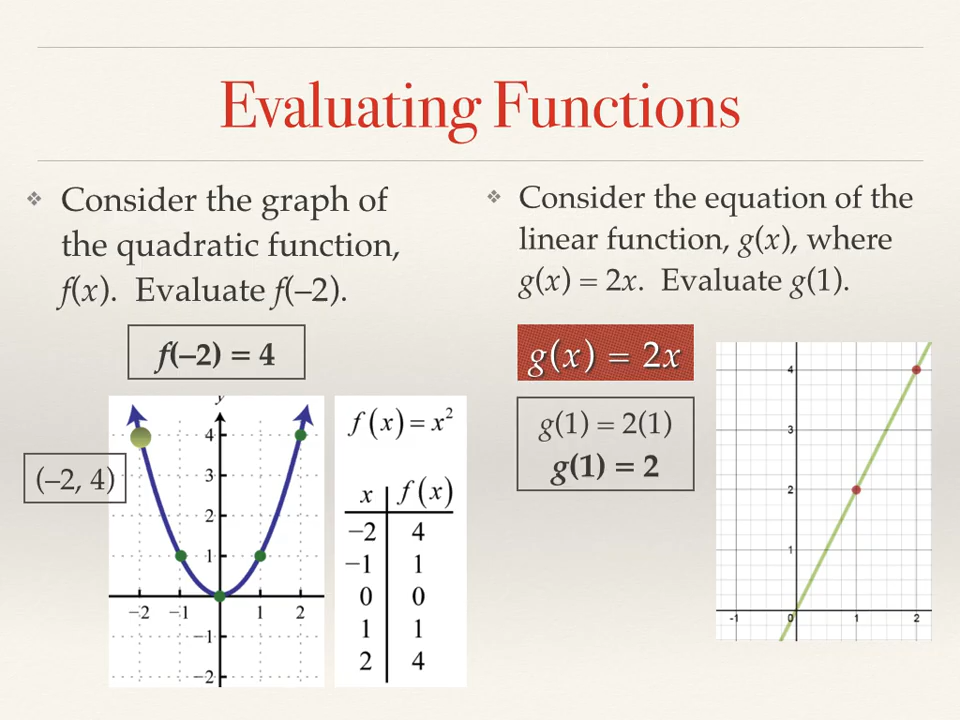 Evaluating Functions
❖ Consider the graph of
the quadratic function,
f(x). Evaluate f(–2).
f(–2) = 4
(–2, 4)
y
4
3
2
1
−2 −1 1 2
−1
−2
f(x) = x²
x f(x)
−2 4
−1 1
0 0
1 1
2 4
❖ Consider the equation of the
linear function, g(x), where
g(x) = 2x. Evaluate g(1).
g(x) = 2x
g(1) = 2(1)
g(1) = 2
4
3
2
1
-1 0 1 2